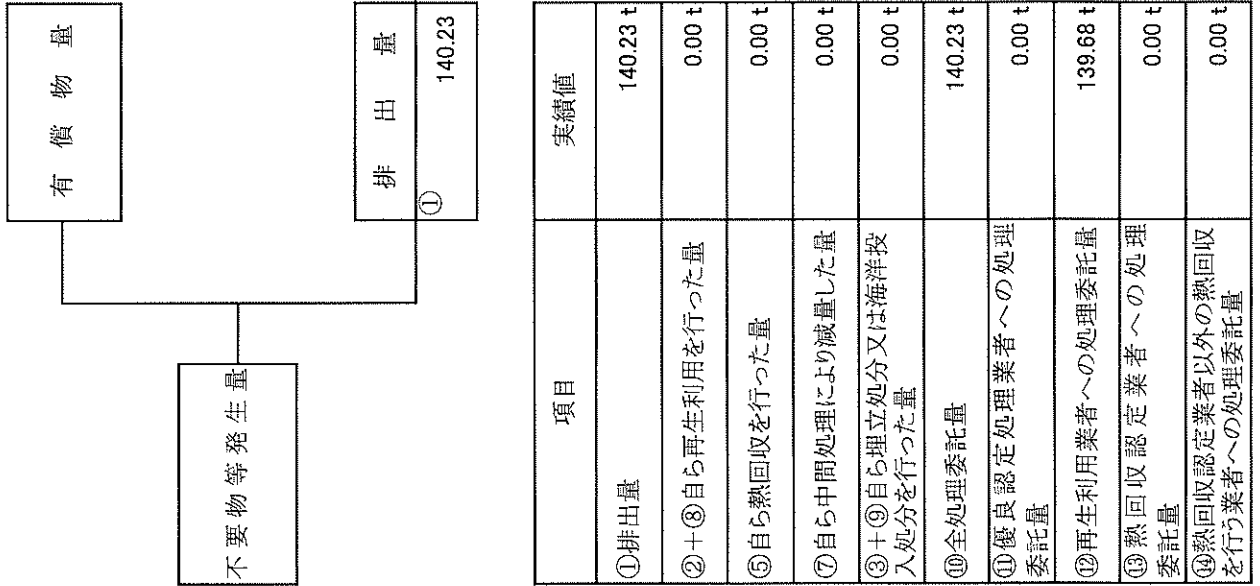 有償物量
不要物等発生量
排出量
① 140.23
項目 実績値
①排出量 140.23 t
②+⑧自ら再生利用を行った量 0.00 t
⑤自ら熱回収を行った量 0.00 t
⑦自ら中間処理により減量した量 0.00 t
③+⑨自ら埋立処分又は海洋投
入処分を行った量 0.00 t
⑩全処理委託量 140.23 t
⑪優良認定処理業者への処理
委託量 0.00 t
⑫再生利用業者への処理委託量 139.68 t
⑬熱回収認定業者への処理
委託量 0.00 t
⑭熱回収認定業者以外の熱回収
を行う業者への処理委託量 0.00 t